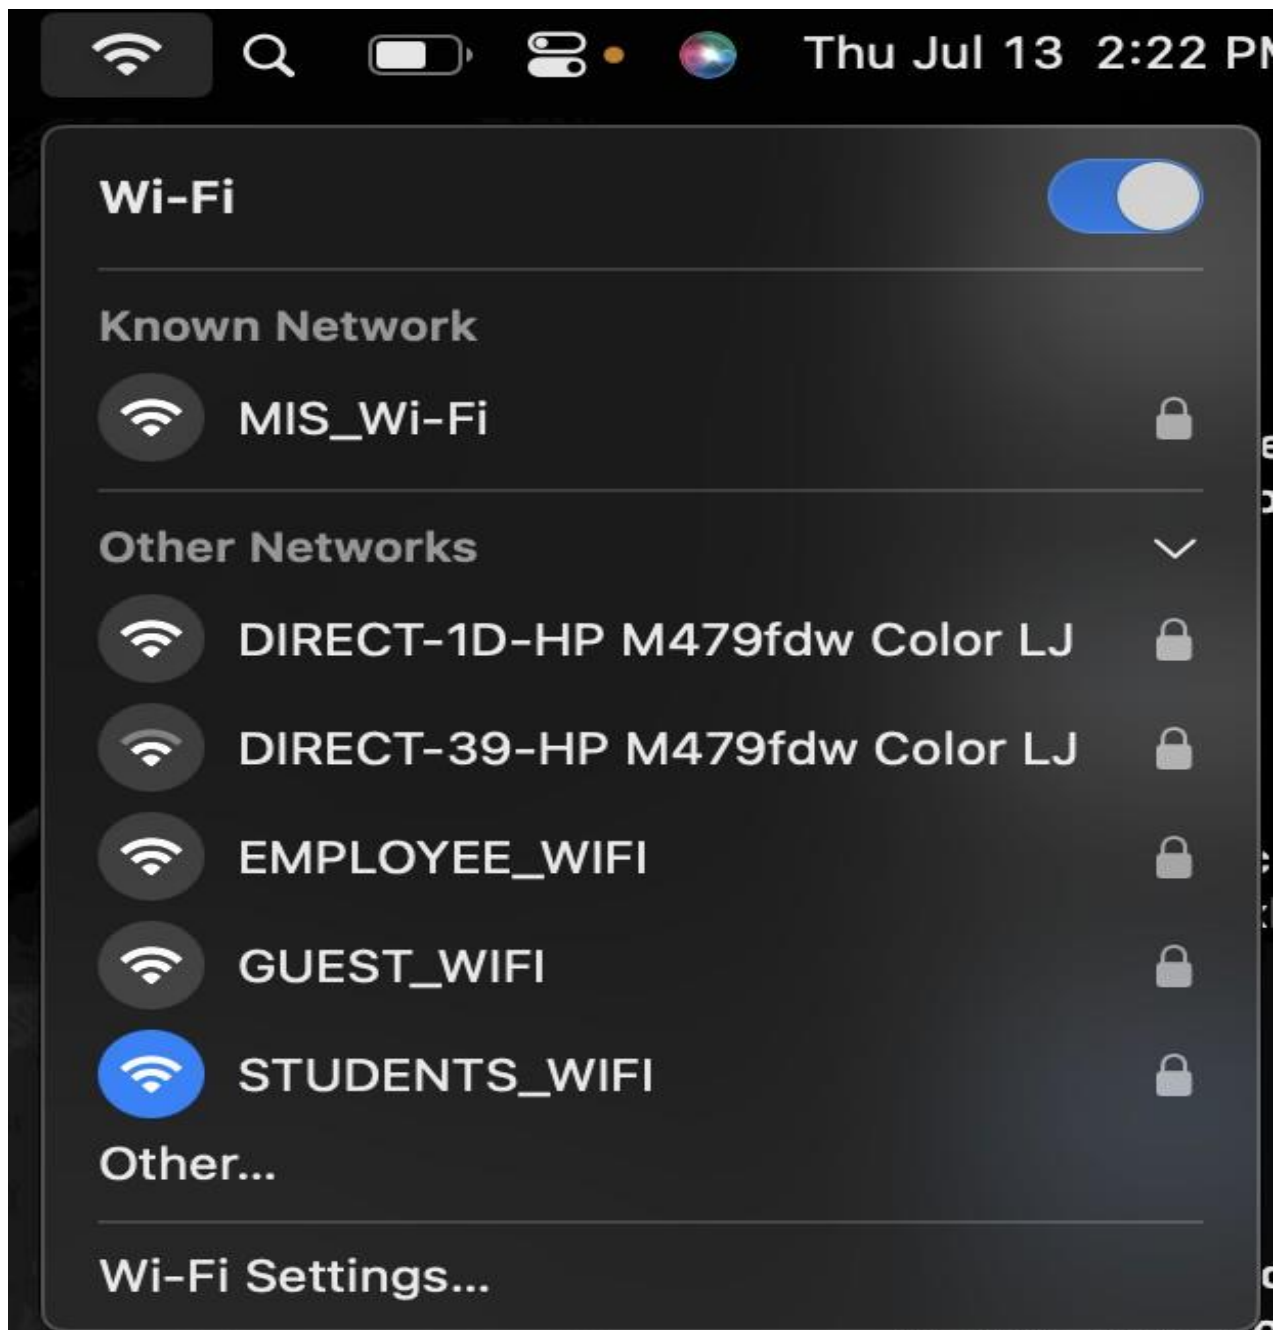 Thu Jul 13 2:22 PM
Wi-Fi
Known Network
MIS_Wi-Fi
Other Networks
DIRECT-1D-HP M479fdw Color LJ
DIRECT-39-HP M479fdw Color LJ
EMPLOYEE_WIFI
GUEST_WIFI
STUDENTS_WIFI
Other...
Wi-Fi Settings...